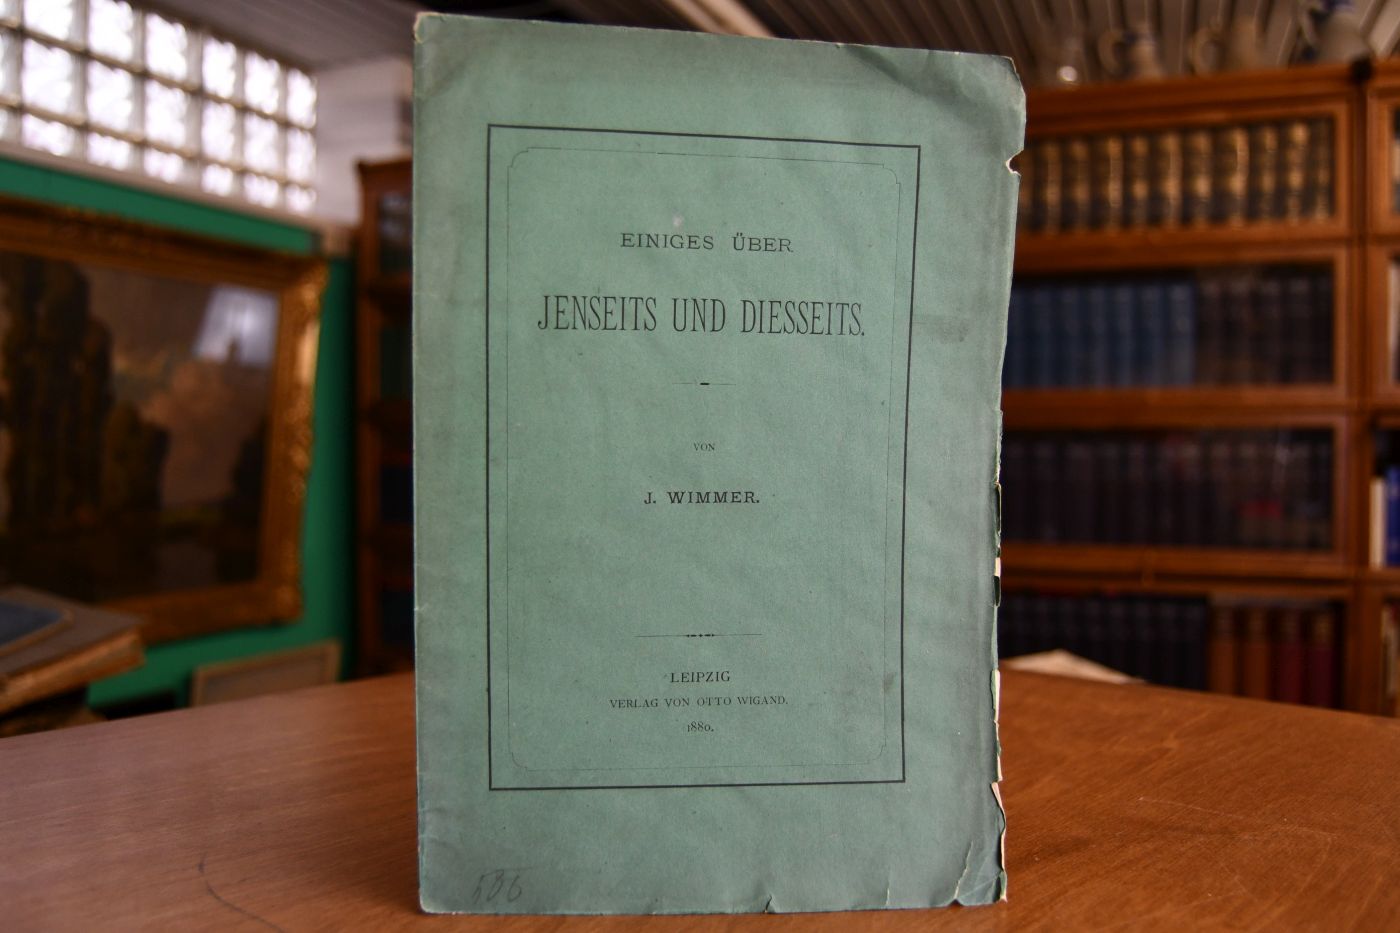 EINIGES ÜBER
JENSEITS UND DIESSEITS.
VON
J. WIMMER.
LEIPZIG
VERLAG VON OTTO WIGAND.
1880.